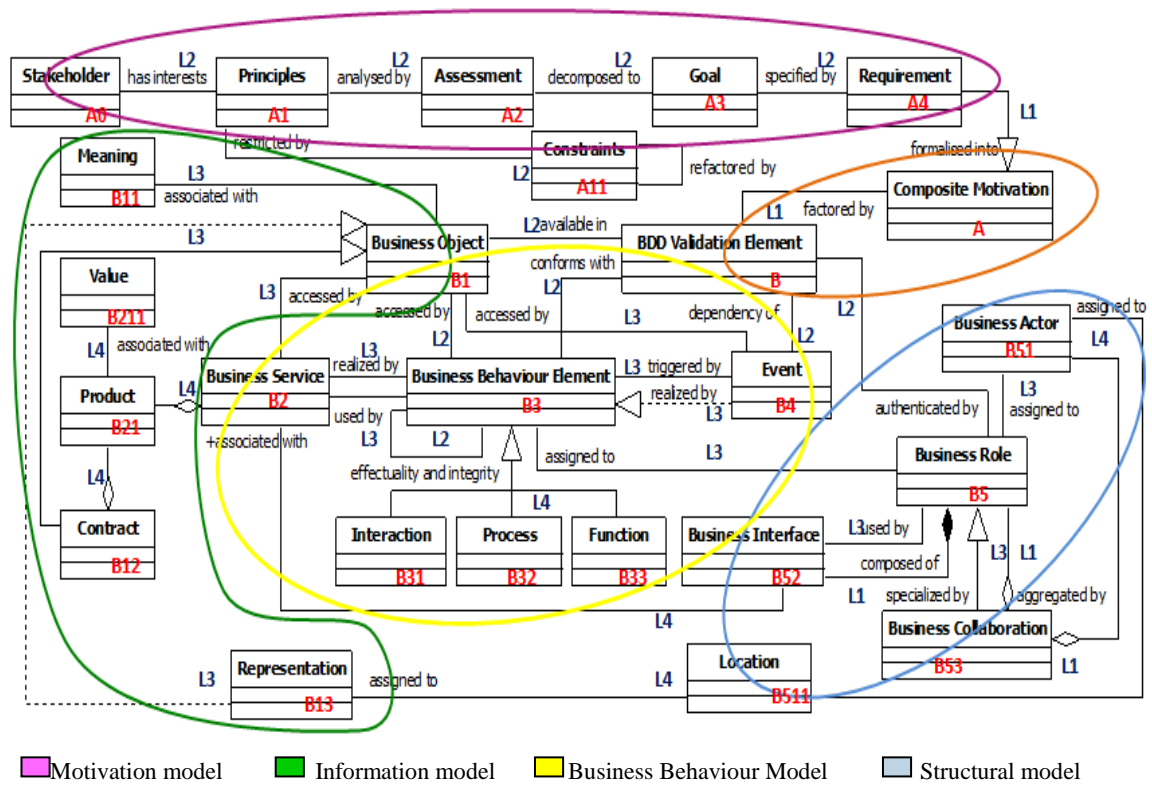 L2 L2 L2 L2
Stakeholder has interests Principles analysed by Assessment decomposed to Goal specified by Requirement
A0 A1 A2 A3 A4
L1
restricted by
Constraints
formalised into
Meaning
L3
L2
A11
refactored by
Composite Motivation
B11
associated with
L1
factored by
A
L3
Business Object
L2 available in
BDD Validation Element
Value
B1
conforms with
B
L3
accessed by
L2
L2
B211
accessed by
accessed by
dependency of
Business Actor
assigned to
L3
L2
B51
L4
L4
associated with
L3
L2
Business Service
realized by
Business Behaviour Element
L3
triggered by
Event
L3
Product
L4
B2
B3
realized by
B4
authenticated by
assigned to
B21
used by
L3
+associated with
L3
L2
L3
Business Role
L4
effectuality and integrity
assigned to
B5
L4
Contract
Interaction
Process
Function
Business Interface
L3
used by
B12
B31
B32
B33
B52
composed of
L3
L1
L1
specialized by
aggregated by
L4
Business Collaboration
Representation
Location
B53
L1
L3
assigned to
L4
B13
B511
Motivation model Information model Business Behaviour Model Structural model